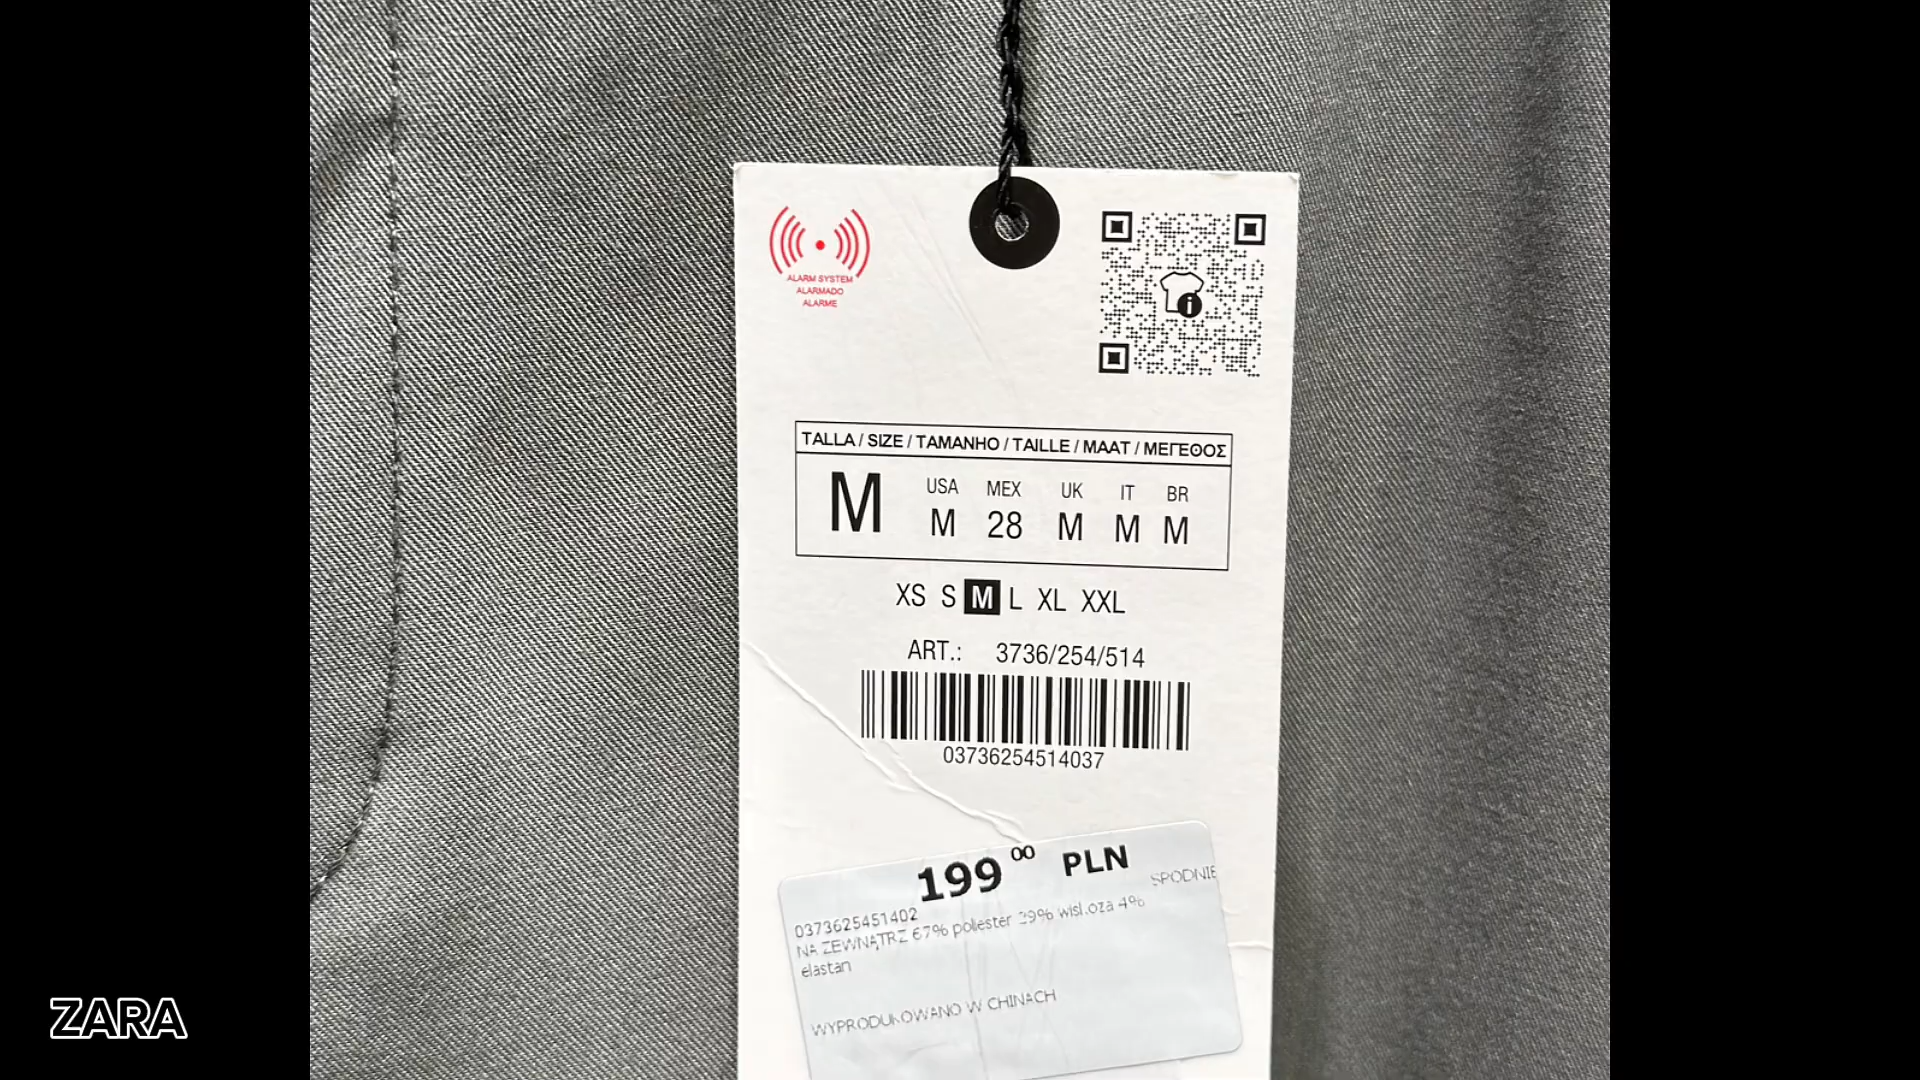 ALARM SYSTEM
ALARMADO
ALARME
TALLA / SIZE / TAMANHO / TAILLE / MAAT / ΜΕΓΕΘΟΣ
M USA MEX UK IT BR
M 28 M M M
XS S M L XL XXL
ART.: 3736/254/514
03736254514037
199 00 PLN
SPODNIE
0373625451402
NA ZEWNĄTRZ 67% poliester 29% wiskoza 4%
elastan
WYPRODUKOWANO W CHINACH
ZARA